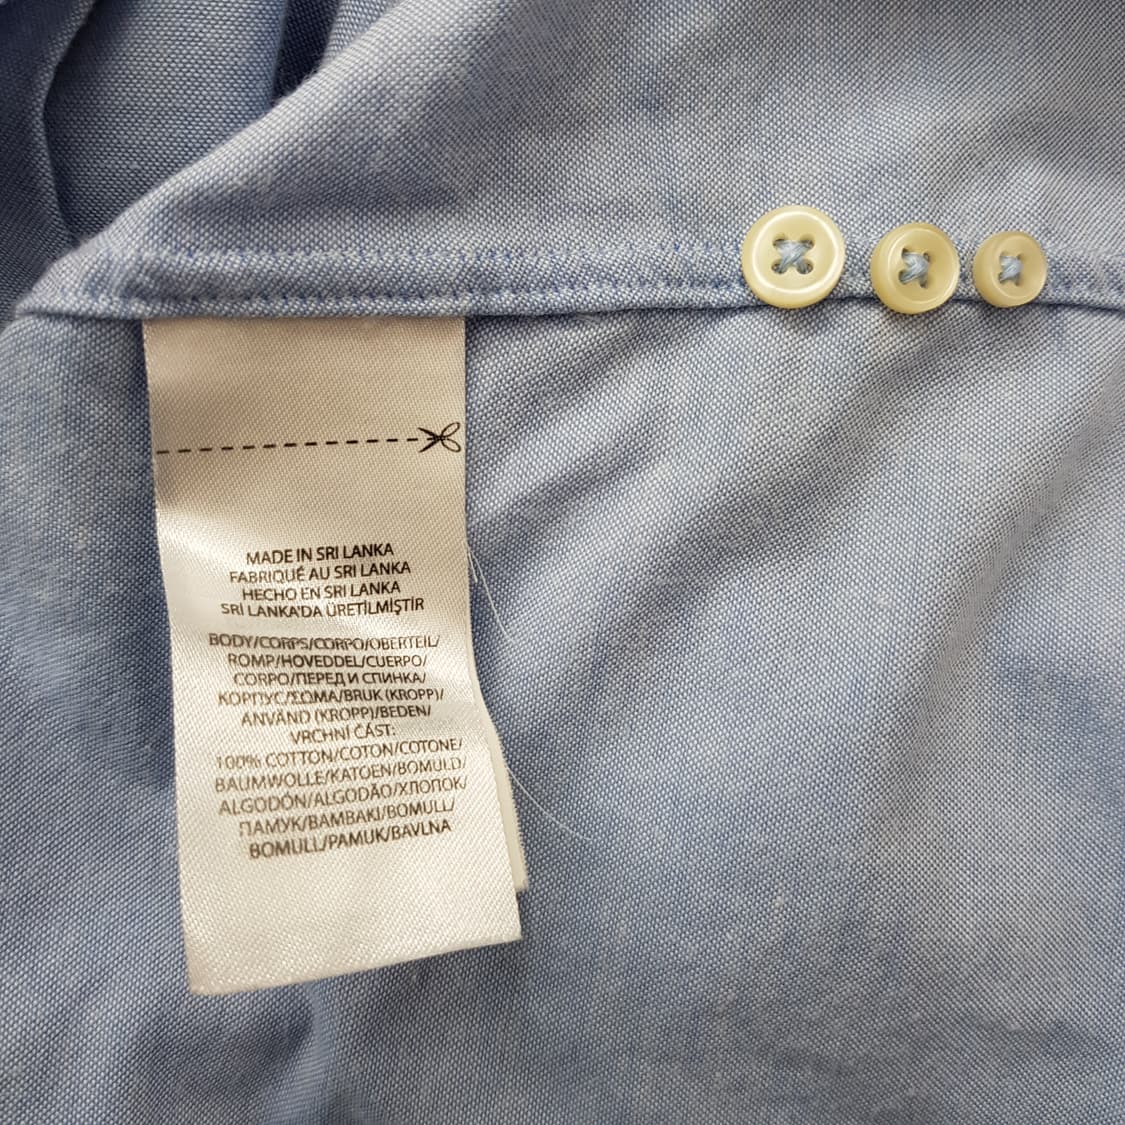 MADE IN SRI LANKA
FABRIQUÉ AU SRI LANKA
HECHO EN SRI LANKA
SRİ LANKA'DA ÜRETİLMİŞTİR
BODY/CORPS/CORPO/OBERTEIL/
ROMP/HOVEDDEL/CUERPO/
CORPO/ПЕРЕД И СПИНКА/
КОРПУС/ΣΩΜΑ/BRUK (KROPP)/
ANVÄND (KROPP)/BEDEN/
VRCHNÍ ČÁST:
100% COTTON/COTON/COTONE/
BAUMWOLLE/KATOEN/BOMULD/
ALGODÓN/ALGODÃO/ХЛОПОК/
ПАМУК/BAMBAKI/BOMULL/
BOMULL/PAMUK/BAVLNA